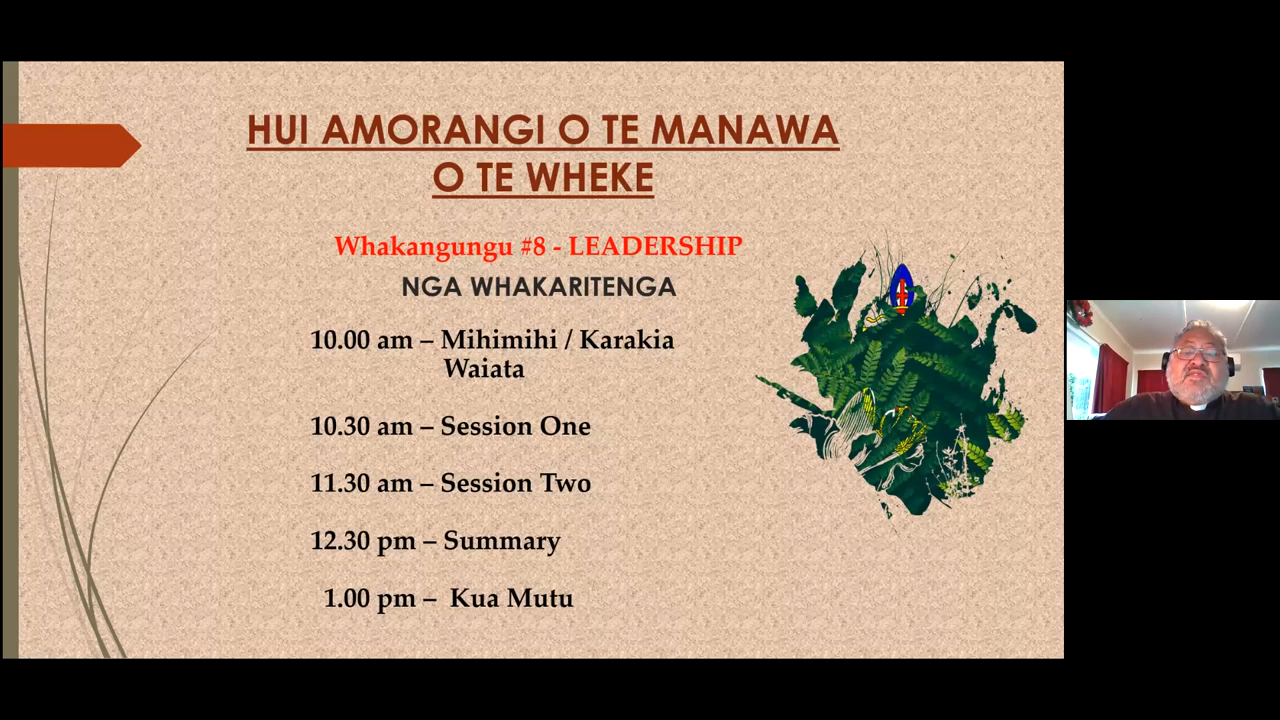 HUI AMORANGI O TE MANAWA
O TE WHEKE
Whakangungu #8 - LEADERSHIP
NGA WHAKARITENGA
10.00 am – Mihimihi / Karakia
Waiata
10.30 am – Session One
11.30 am – Session Two
12.30 pm – Summary
1.00 pm – Kua Mutu